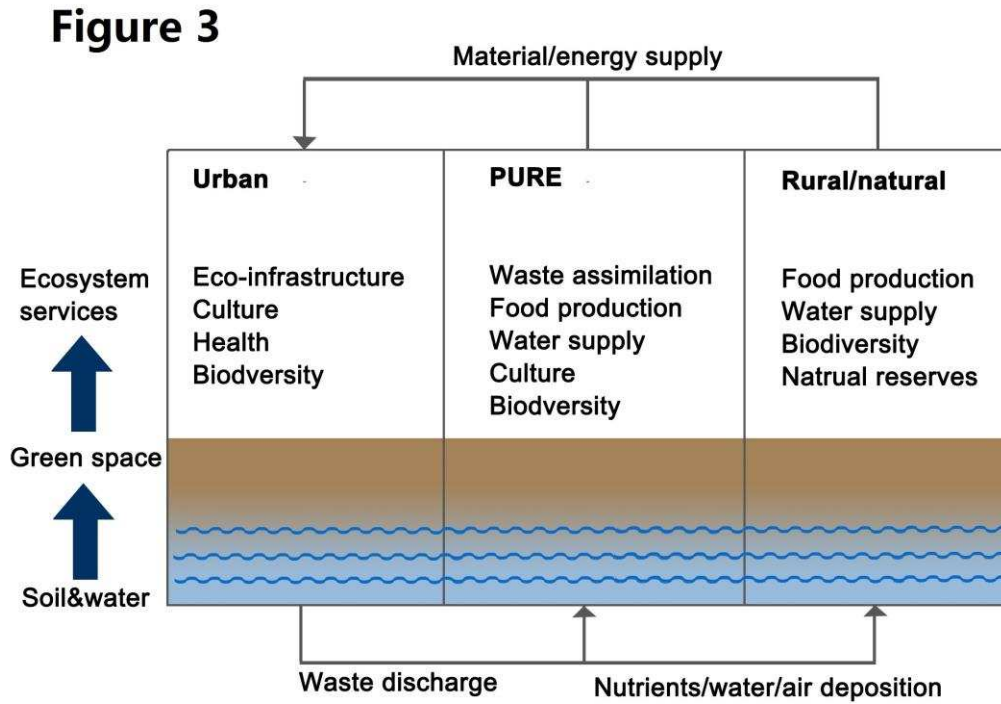 Figure 3
Material/energy supply
Urban
PURE
Rural/natural
Ecosystem
services
Eco-infrastructure
Culture
Health
Biodversity
Waste assimilation
Food production
Water supply
Culture
Biodversity
Food production
Water supply
Biodiversity
Natrual reserves
Green space
Soil&water
Waste discharge
Nutrients/water/air deposition